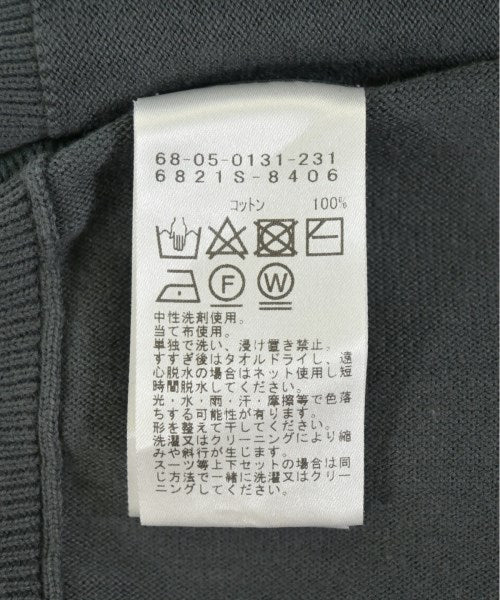 68-05-0131-231
6821S-8406
コットン 100%
F W
中性洗剤使用。
当て布使用。
単独で洗い、浸け置き禁止。
すすぎ後はタオルドライし、遠
心脱水の場合はネット使用し短
時間脱水してください。
光・水・雨・汗・摩擦等で色落
ちする可能性が有ります。
形を整えて干してください。
洗濯又はクリーニングにより縮
みや斜行が生じます。
スーツ等上下セットの場合は同
じ方法で一緒に洗濯又はクリー
ニングしてください。